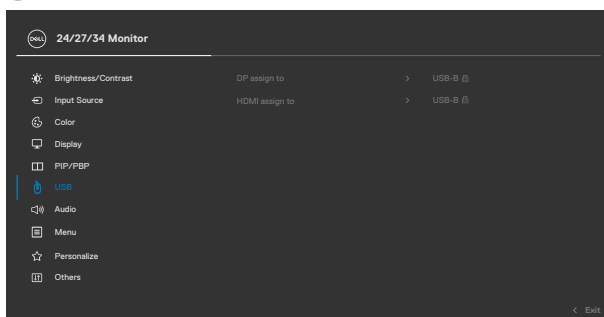 DELL 24/27/34 Monitor
Brightness/Contrast DP assign to > USB-B
Input Source HDMI assign to > USB-B
Color
Display
PIP/PBP
USB
Audio
Menu
Personalize
Others
< Exit